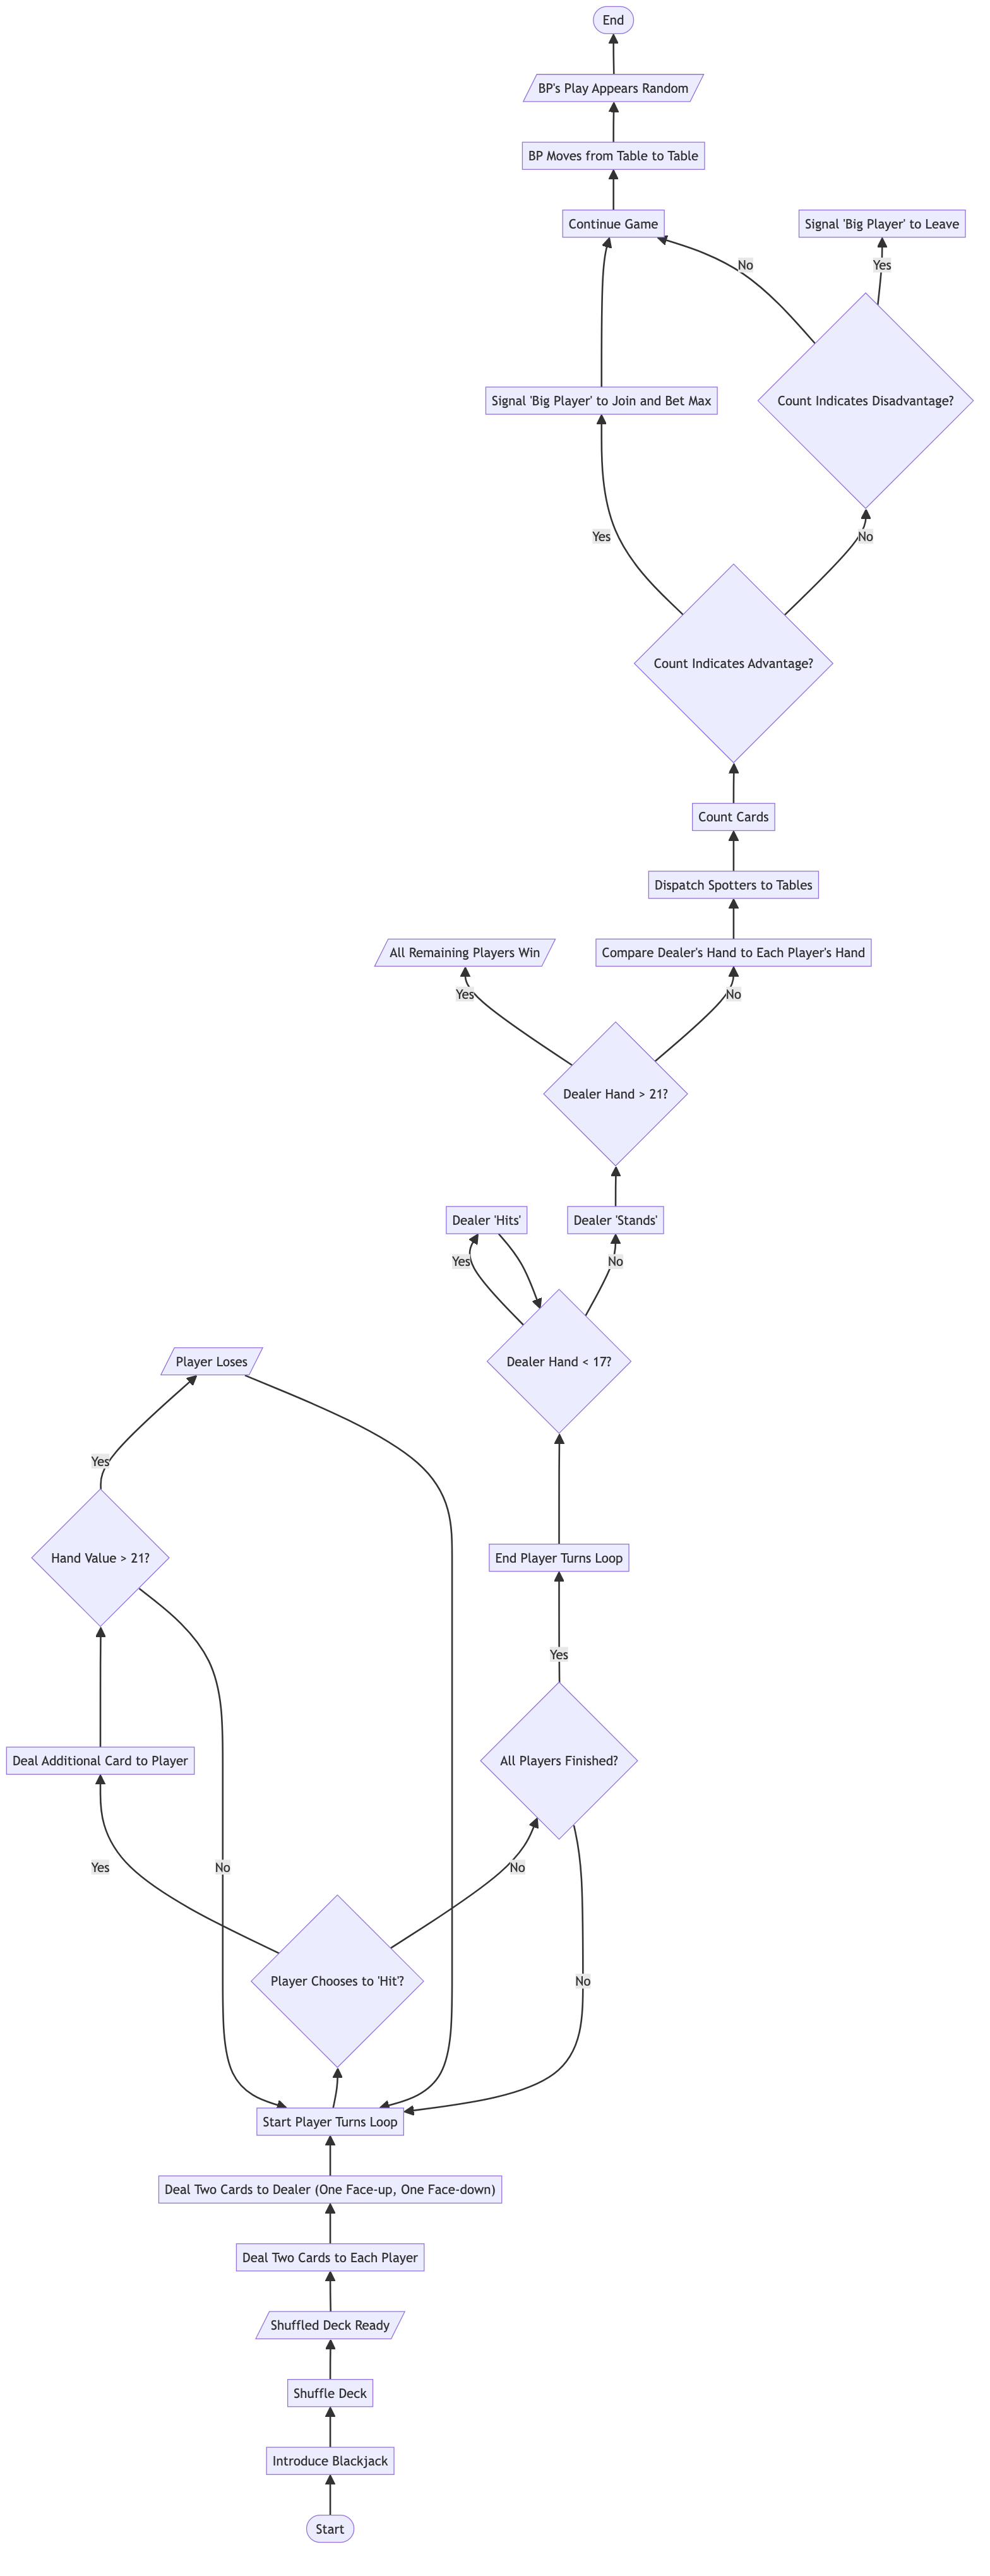 End
BP's Play Appears Random
BP Moves from Table to Table
Continue Game
Signal 'Big Player' to Leave
No
Yes
Signal 'Big Player' to Join and Bet Max
Count Indicates Disadvantage?
Yes
No
Count Indicates Advantage?
Count Cards
Dispatch Spotters to Tables
All Remaining Players Win
Compare Dealer's Hand to Each Player's Hand
Yes
No
Dealer Hand > 21?
Dealer 'Hits'
Dealer 'Stands'
Yes
No
Player Loses
Dealer Hand < 17?
Yes
Hand Value > 21?
End Player Turns Loop
Yes
Deal Additional Card to Player
All Players Finished?
Yes
No
No
Player Chooses to 'Hit'?
No
Start Player Turns Loop
Deal Two Cards to Dealer (One Face-up, One Face-down)
Deal Two Cards to Each Player
Shuffled Deck Ready
Shuffle Deck
Introduce Blackjack
Start